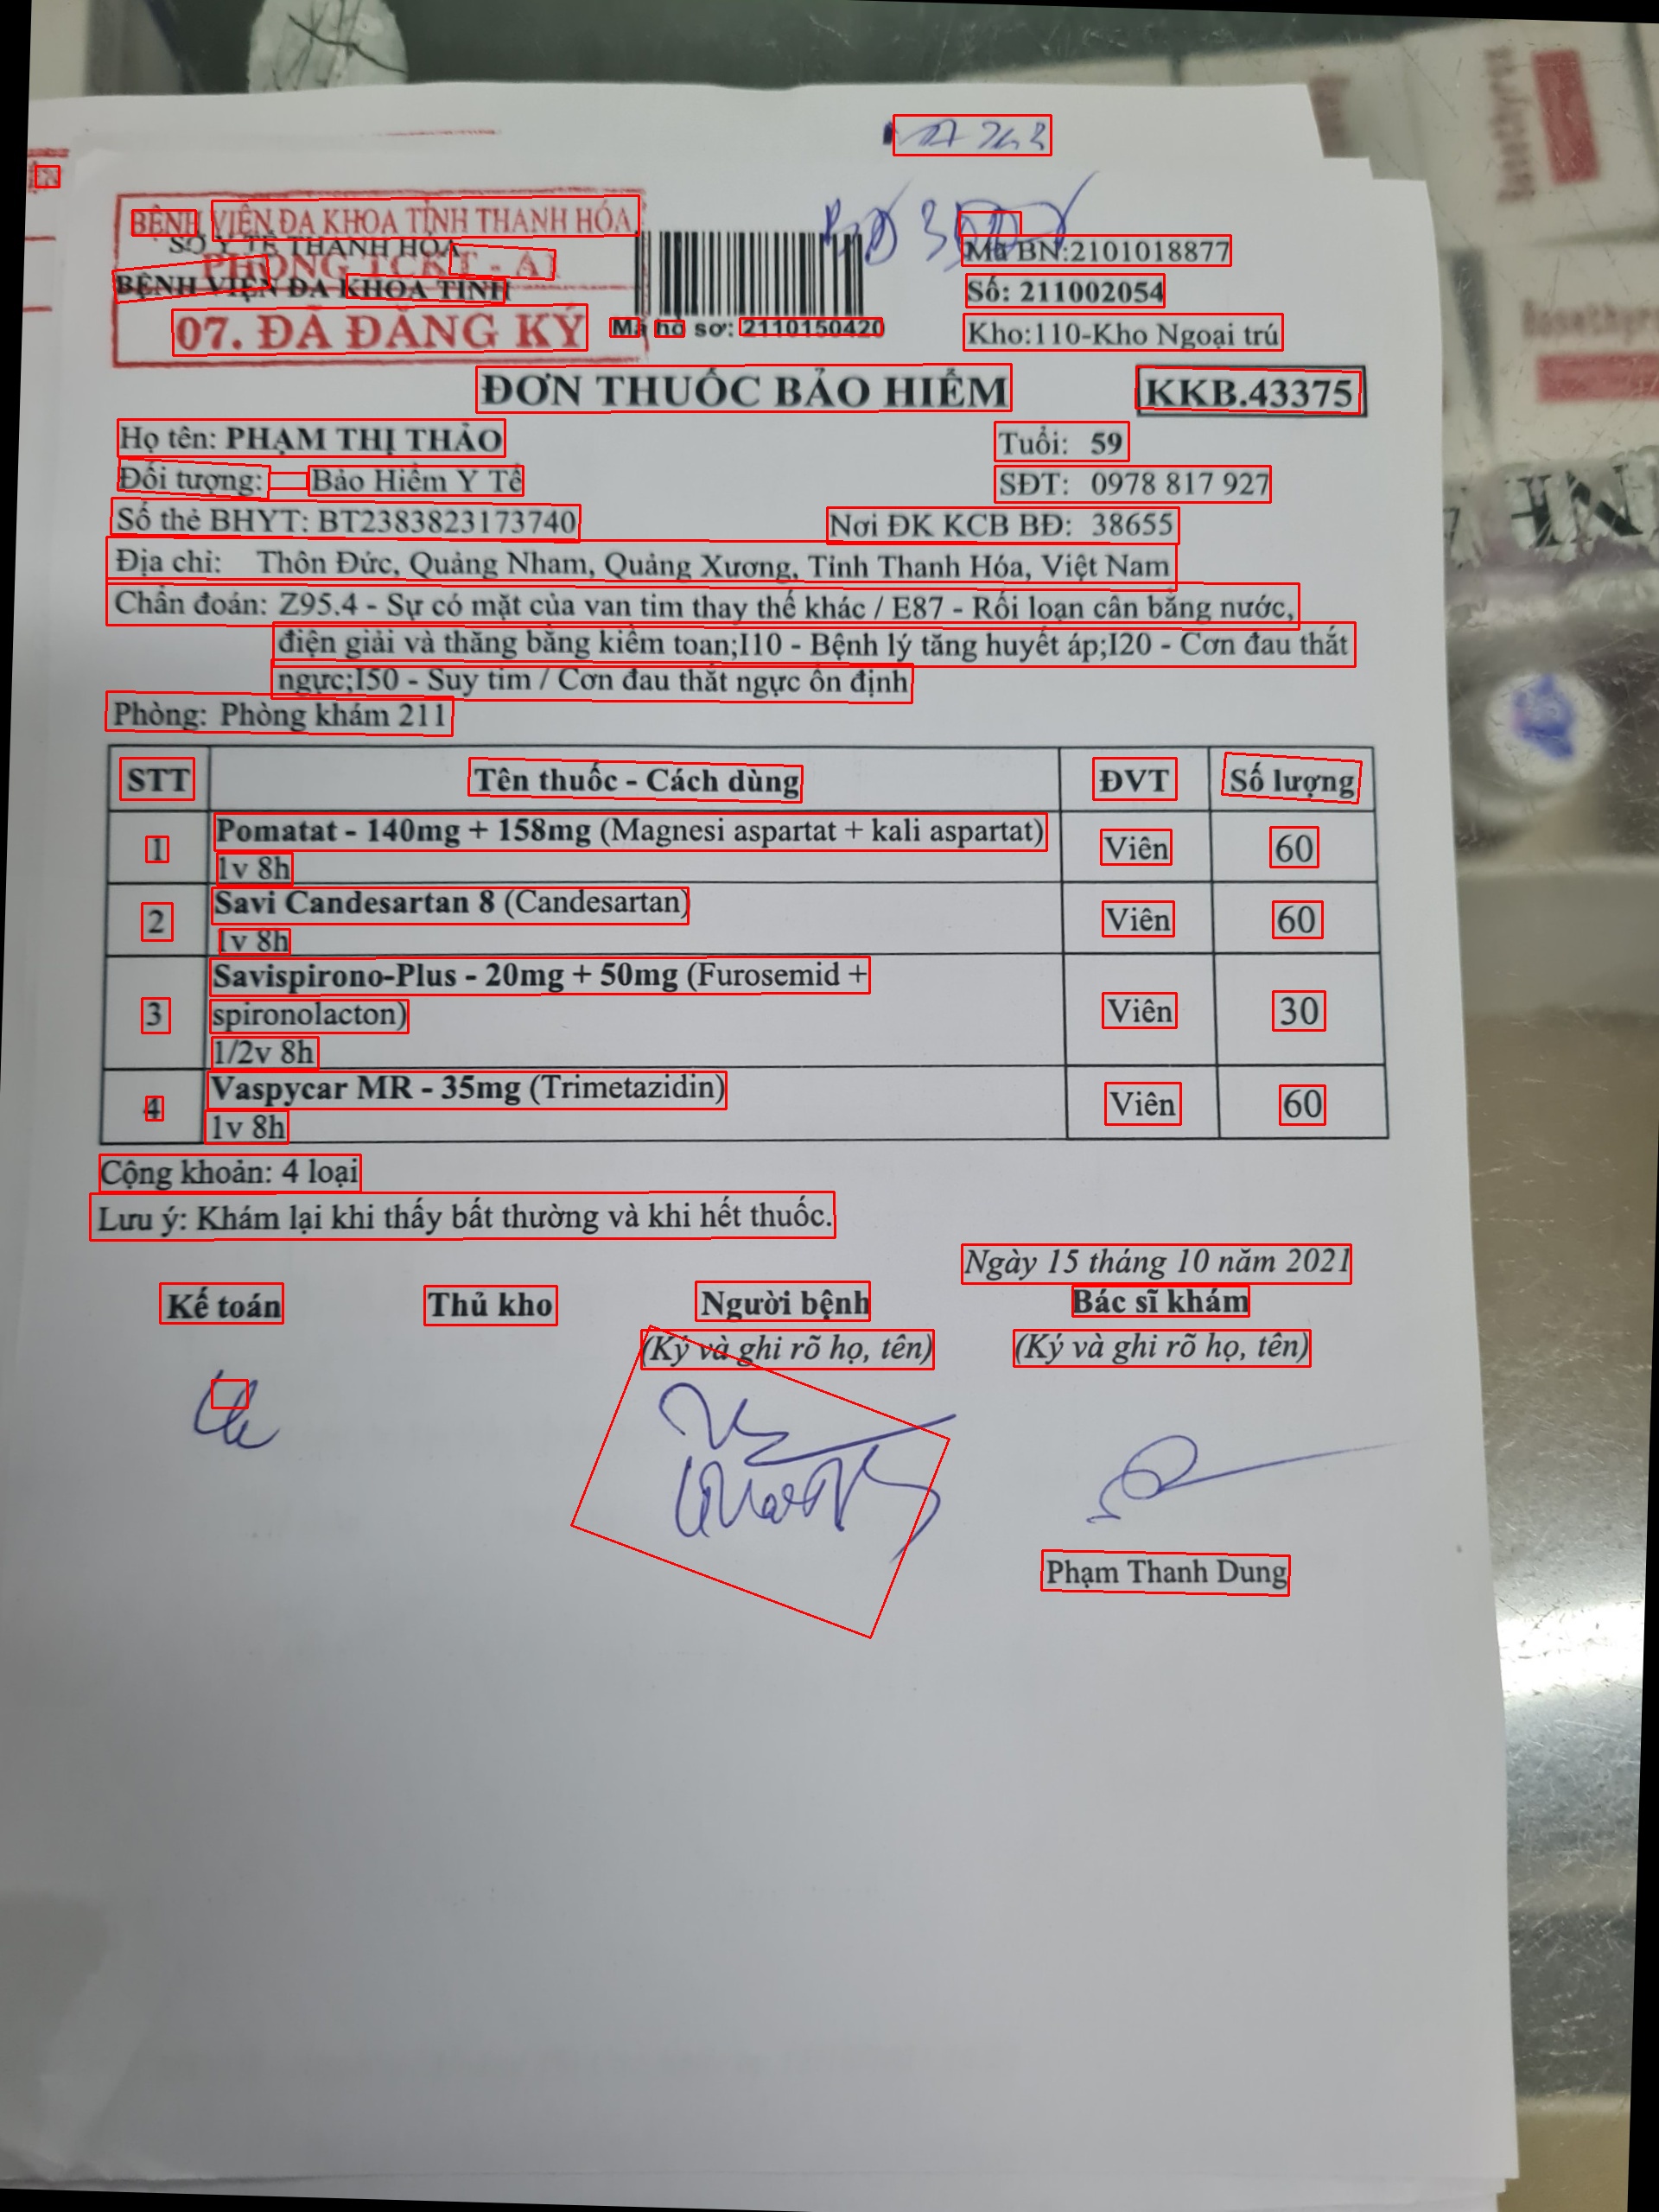 BỆNH VIỆN ĐA KHOA TỈNH THANH HÓA
SỞ Y TẾ THANH HÓA
PHÒNG TCKT - A1
BỆNH VIỆN ĐA KHOA TỈNH
07. ĐÃ ĐĂNG KÝ
Mã hồ sơ: 2110150420
Mã BN:2101018877
Số: 211002054
Kho:110-Kho Ngoại trú
ĐƠN THUỐC BẢO HIỂM
KKB.43375
Họ tên: PHẠM THỊ THẢO Tuổi: 59
Đối tượng: Bảo Hiểm Y Tế SĐT: 0978 817 927
Số thẻ BHYT: BT2383823173740 Nơi ĐK KCB BĐ: 38655
Địa chỉ: Thôn Đức, Quảng Nham, Quảng Xương, Tỉnh Thanh Hóa, Việt Nam
Chẩn đoán: Z95.4 - Sự có mặt của van tim thay thế khác / E87 - Rối loạn cân bằng nước,
điện giải và thăng bằng kiềm toan;I10 - Bệnh lý tăng huyết áp;I20 - Cơn đau thắt
ngực;I50 - Suy tim / Cơn đau thắt ngực ổn định
Phòng: Phòng khám 211
STT Tên thuốc - Cách dùng ĐVT Số lượng
1 Pomatat - 140mg + 158mg (Magnesi aspartat + kali aspartat) Viên 60
1v 8h
2 Savi Candesartan 8 (Candesartan) Viên 60
1v 8h
3 Savispirono-Plus - 20mg + 50mg (Furosemid + Viên 30
spironolacton)
1/2v 8h
4 Vaspycar MR - 35mg (Trimetazidin) Viên 60
1v 8h
Cộng khoản: 4 loại
Lưu ý: Khám lại khi thấy bất thường và khi hết thuốc.
Ngày 15 tháng 10 năm 2021
Kế toán Thủ kho Người bệnh Bác sĩ khám
(Ký và ghi rõ họ, tên) (Ký và ghi rõ họ, tên)
Phạm Thanh Dung